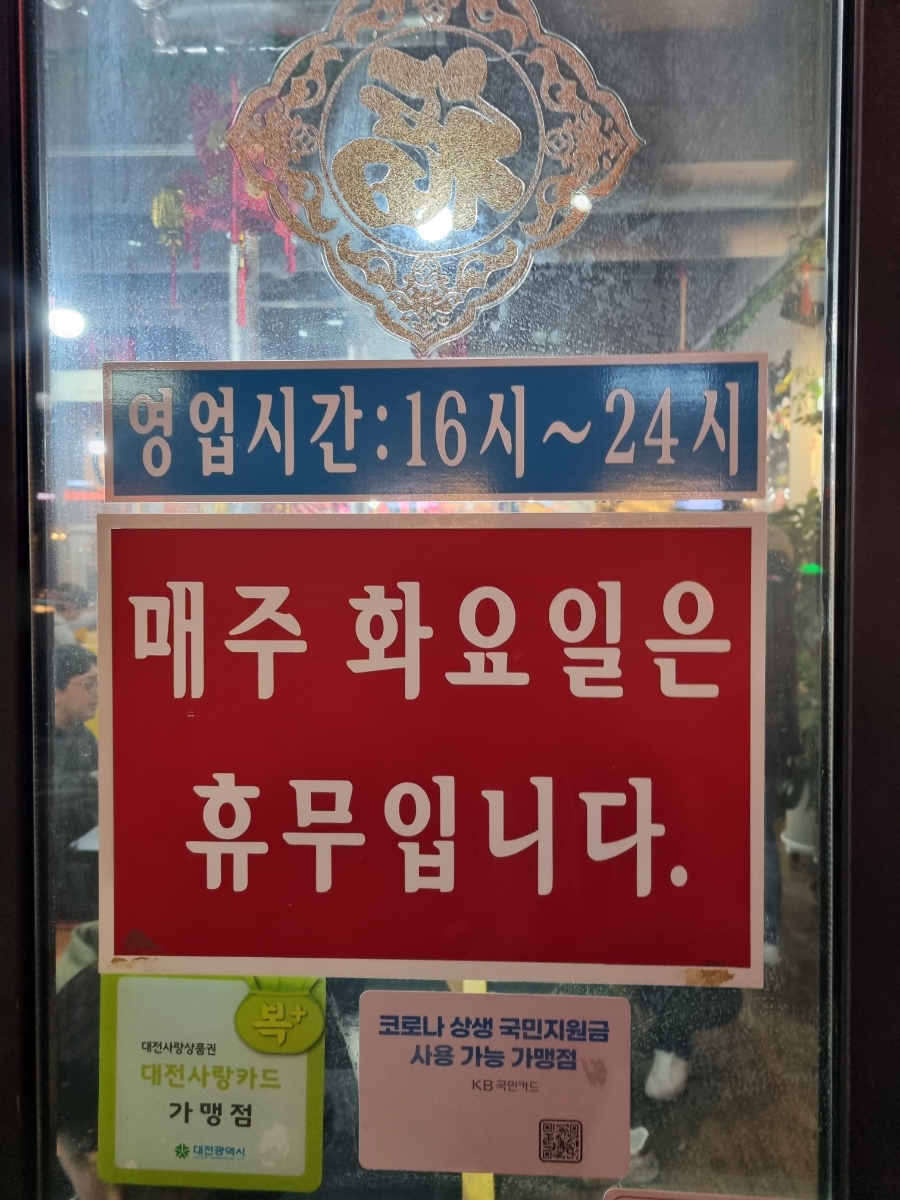 영업시간:16시~24시
매주 화요일은
휴무입니다.
복+
대전사랑상품권
대전사랑카드
가맹점
대전광역시
코로나 상생 국민지원금
사용 가능 가맹점
KB국민카드